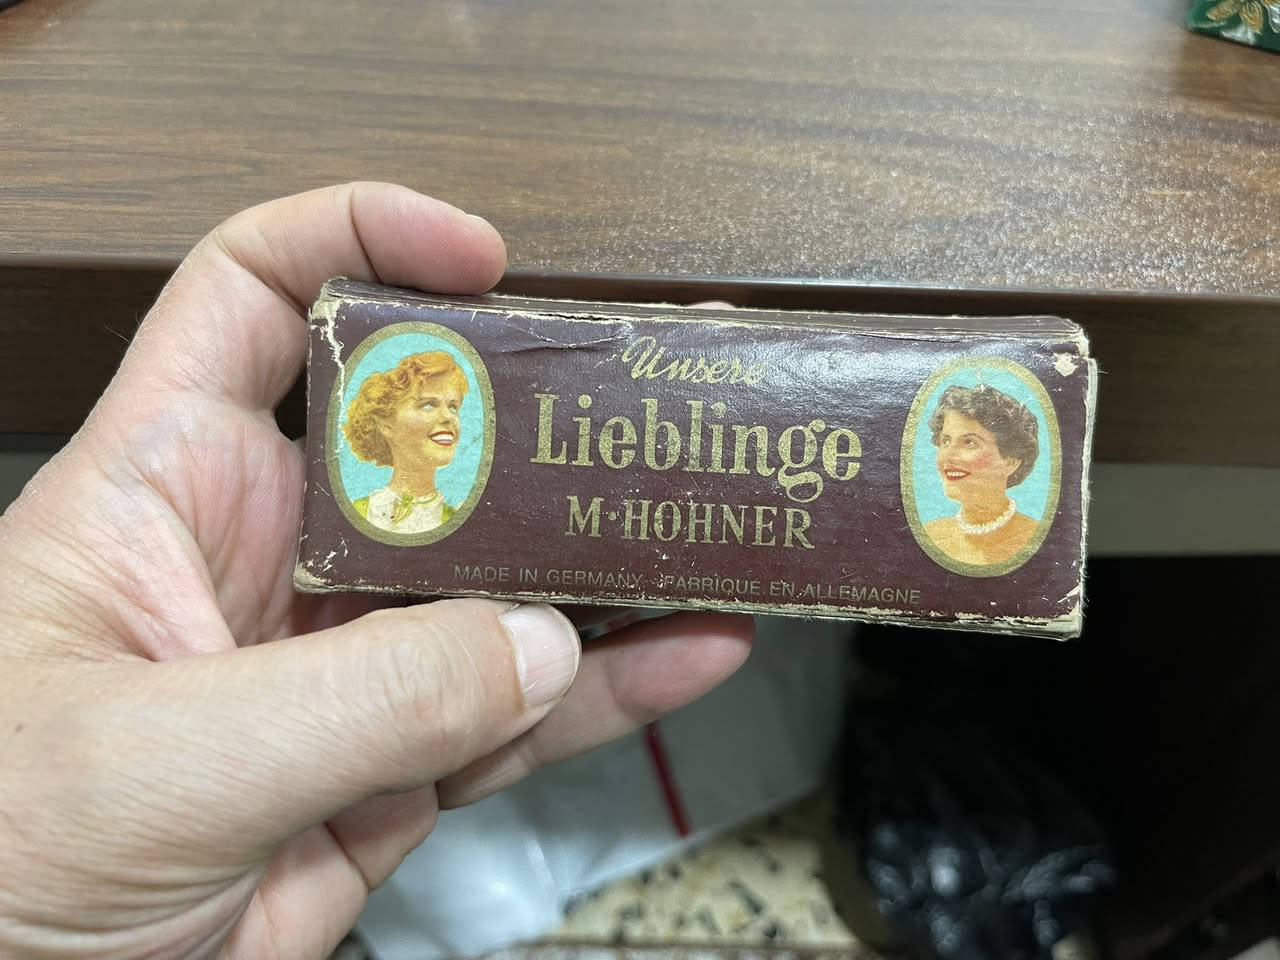 Unsere
Lieblinge
M·HOHNER
MADE IN GERMANY · FABRIQUE EN ALLEMAGNE